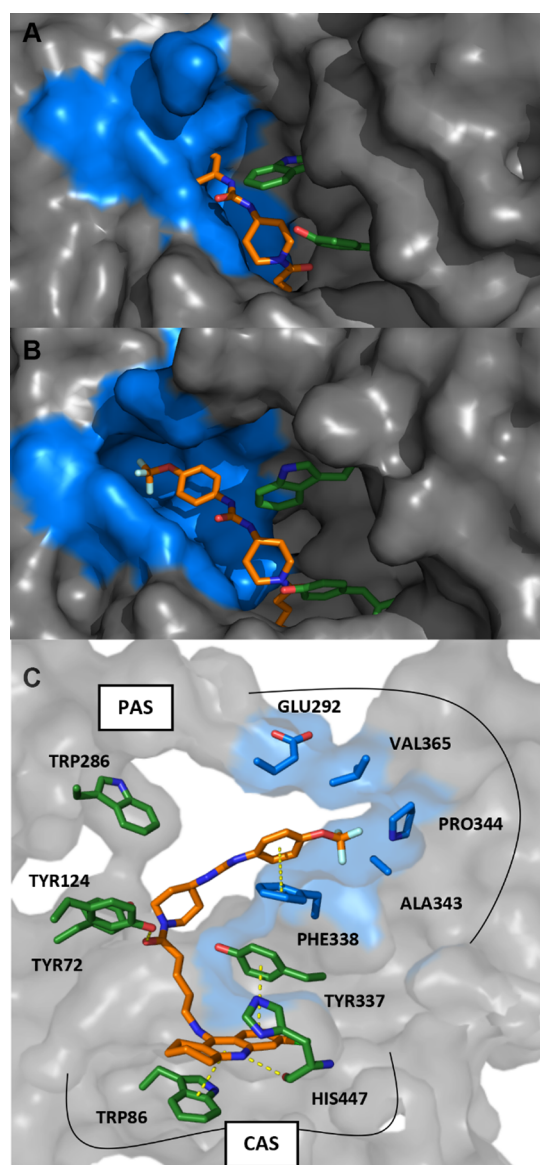 A
B
C
PAS
GLU292
VAL365
TRP286
PRO344
TYR124
ALA343
PHE338
TYR72
TYR337
HIS447
TRP86
CAS